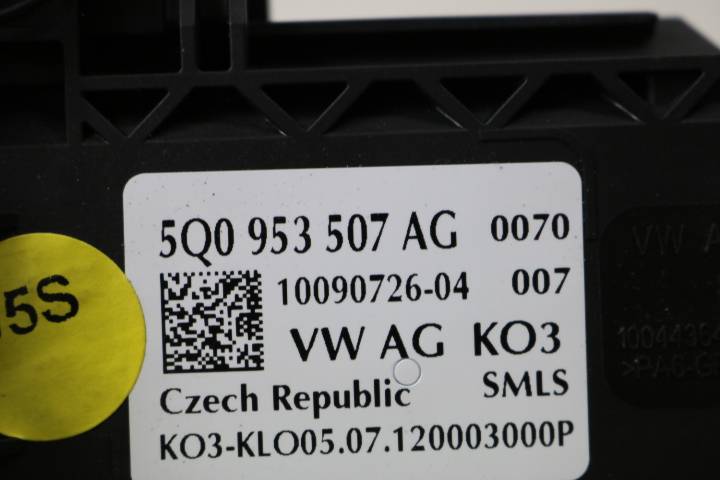 5Q0 953 507 AG 0070
10090726-04 007
VW AG KO3
Czech Republic SMLS
KO3-KLO05.07.120003000P
5S
VW